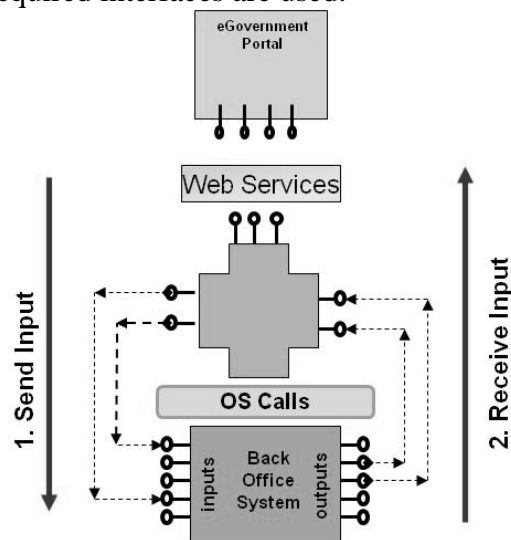 equired interfaces are used.
eGovernment
Portal
Web Services
1. Send Input
2. Receive Input
OS Calls
inputs
Back
Office
System
outputs